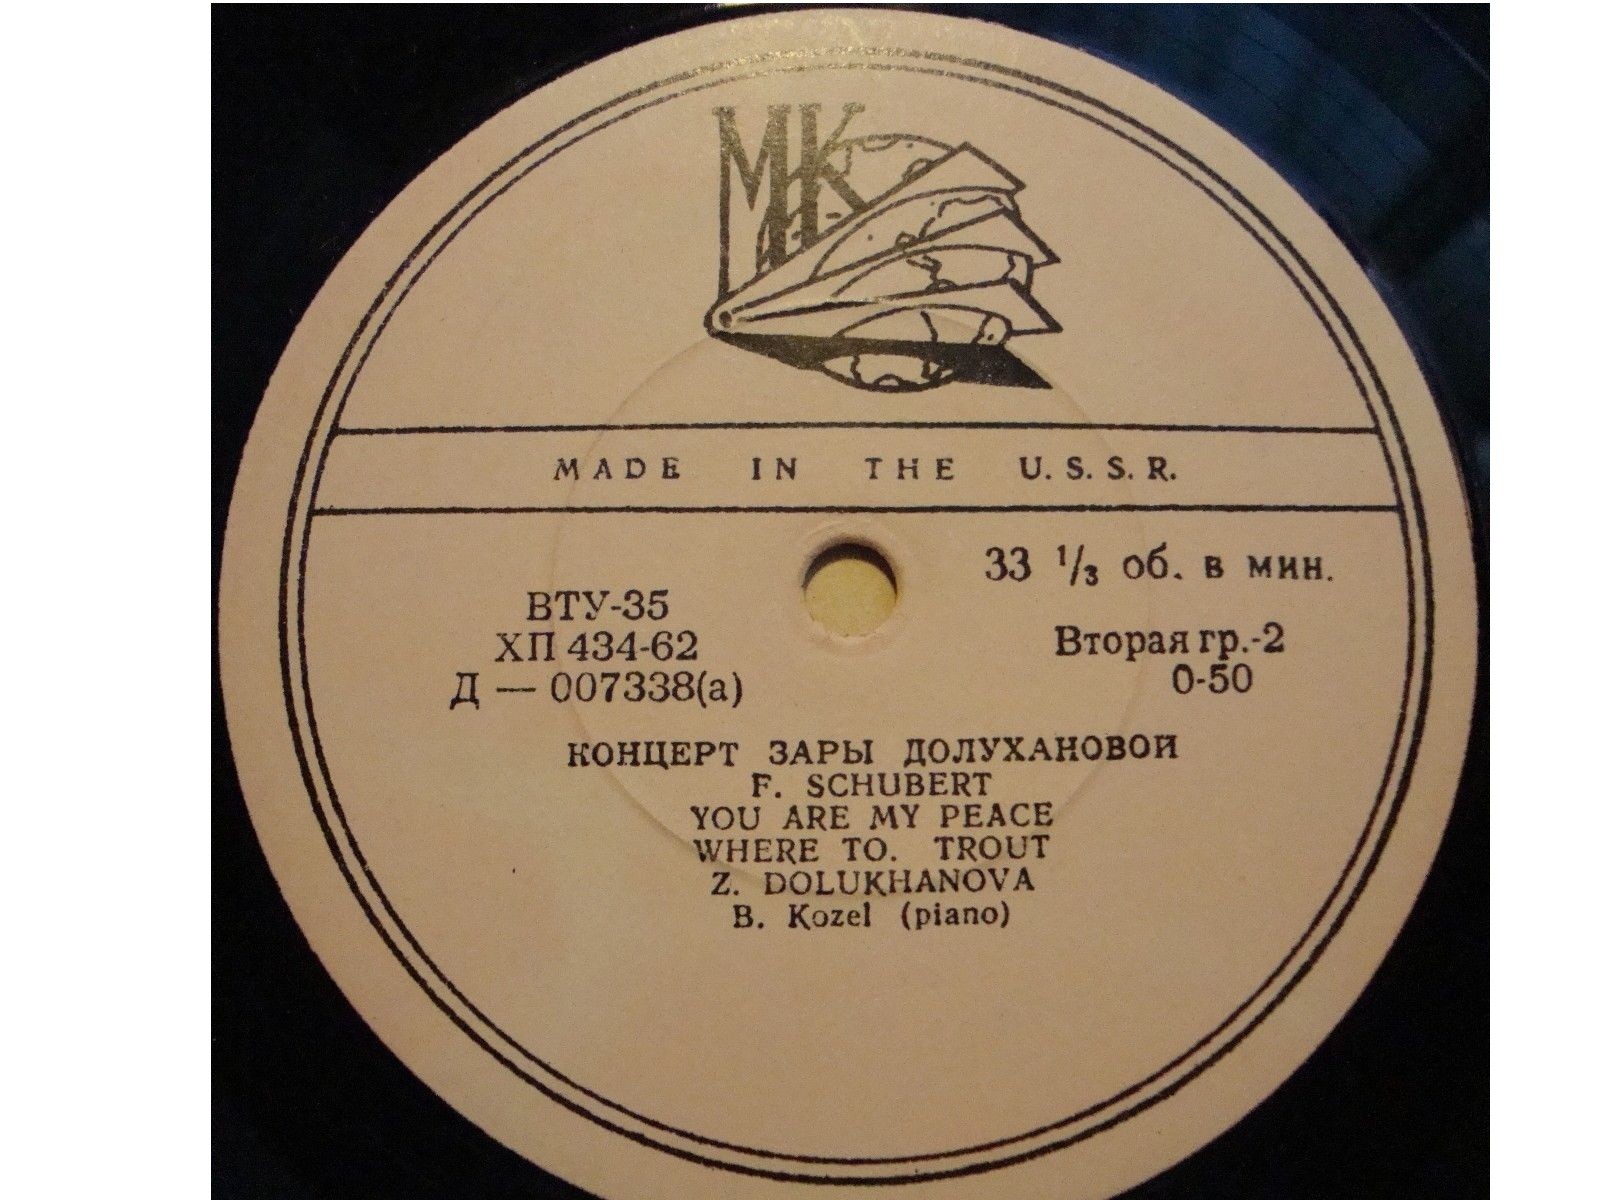 МК
MADE IN THE U.S.S.R.
33 1/3 об. в мин.
ВТУ-35
ХП 434-62
Д — 007338(а)
Вторая гр.-2
0-50
КОНЦЕРТ ЗАРЫ ДОЛУХАНОВОЙ
F. SCHUBERT
YOU ARE MY PEACE
WHERE TO. TROUT
Z. DOLUKHANOVA
B. Kozel (piano)